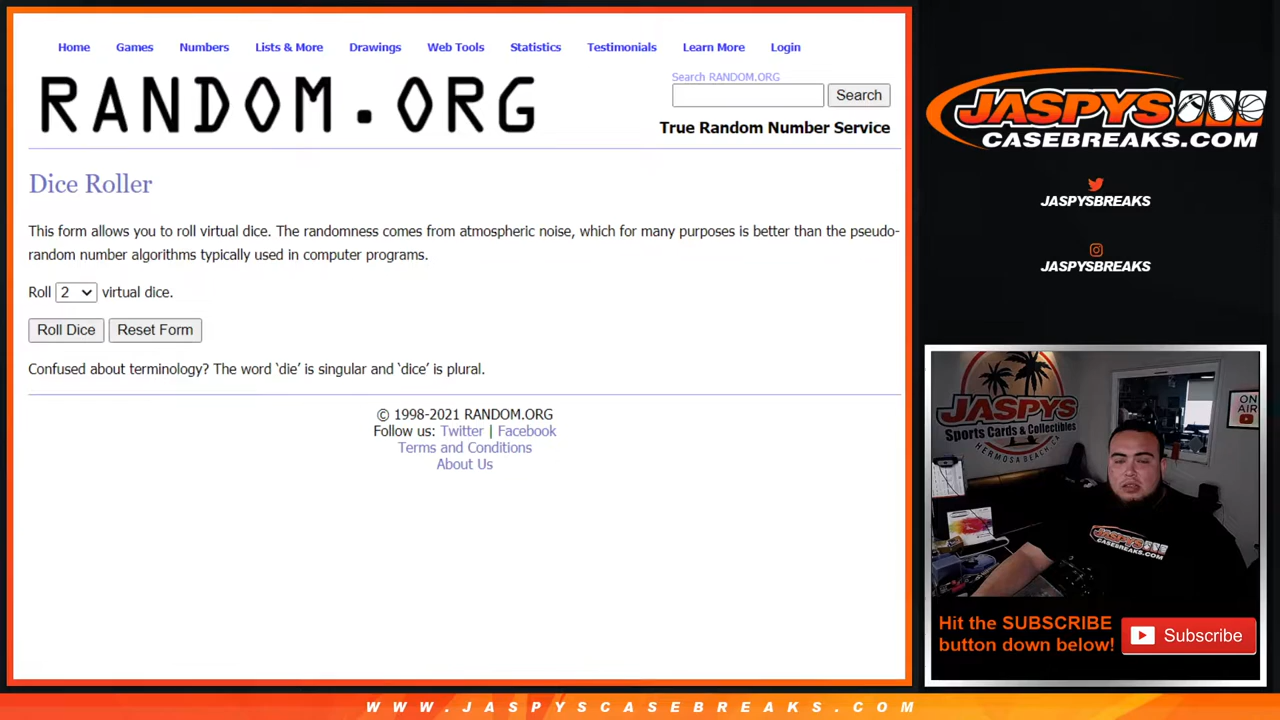 Home Games Numbers Lists & More Drawings Web Tools Statistics Testimonials Learn More Login
RANDOM.ORG
Search RANDOM.ORG
Search
True Random Number Service
Dice Roller
This form allows you to roll virtual dice. The randomness comes from atmospheric noise, which for many purposes is better than the pseudo-
random number algorithms typically used in computer programs.
Roll 2 virtual dice.
Roll Dice Reset Form
Confused about terminology? The word ‘die’ is singular and ‘dice’ is plural.
© 1998-2021 RANDOM.ORG
Follow us: Twitter | Facebook
Terms and Conditions
About Us
JASPYS
CASEBREAKS.COM
JASPYSBREAKS
JASPYSBREAKS
JASPYS
Sports Cards & Collectibles
HERMOSA BEACH, CA
ON
AIR
JASPYS
CASEBREAKS.COM
Hit the SUBSCRIBE
button down below!
Subscribe
WWW.JASPYSCASEBREAKS.COM